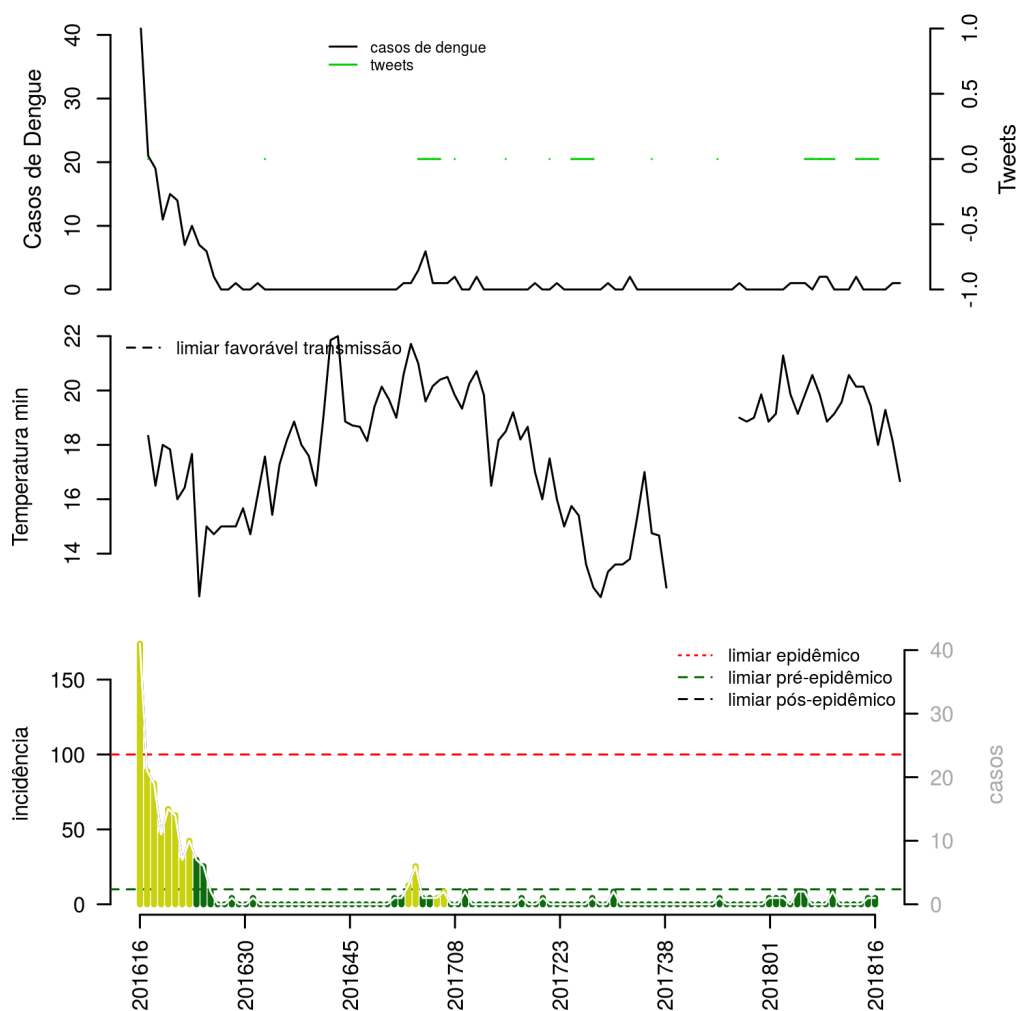 casos de dengue
tweets
Casos de Dengue
0
10
20
30
40
Tweets
-1.0
-0.5
0.0
0.5
1.0
limiar favorável transmissão
Temperatura min
14
16
18
20
22
limiar epidêmico
limiar pré-epidêmico
limiar pós-epidêmico
incidência
0
50
100
150
casos
0
10
20
30
40
201616
201630
201645
201708
201723
201738
201801
201816